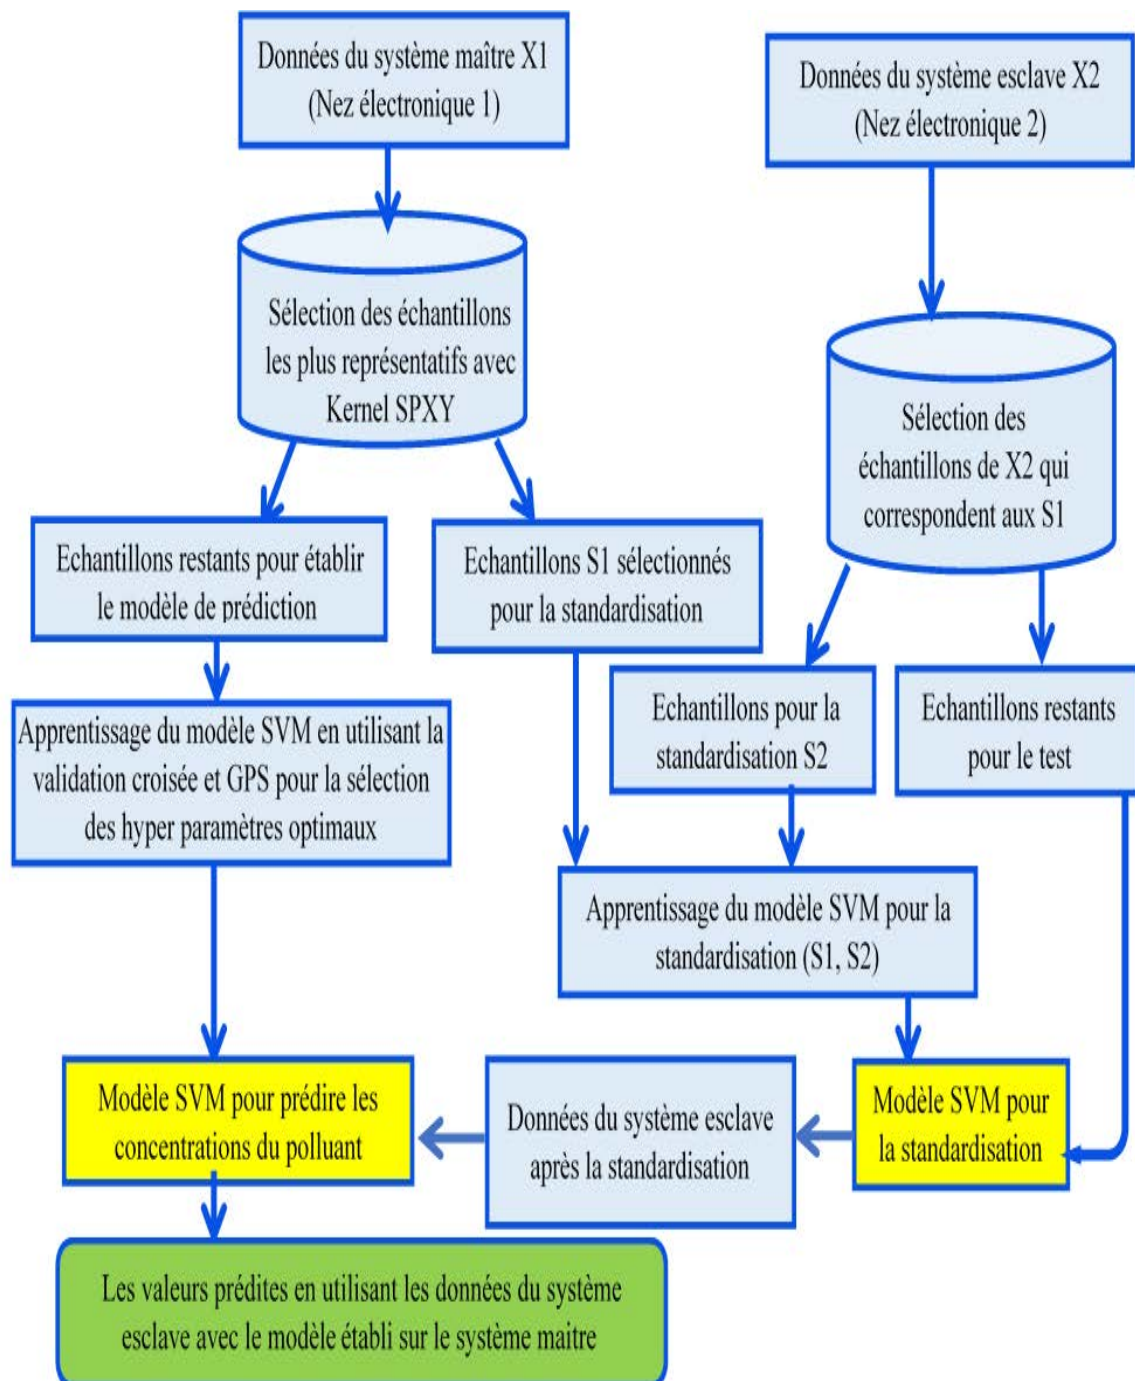 Données du système maître X1
(Nez électronique 1)
Données du système esclave X2
(Nez électronique 2)
Sélection des échantillons
les plus représentatifs avec
Kernel SPXY
Sélection des
échantillons de X2 qui
correspondent aux S1
Echantillons restants pour établir
le modèle de prédiction
Echantillons S1 sélectionnés
pour la standardisation
Echantillons pour la
standardisation S2
Echantillons restants
pour le test
Apprentissage du modèle SVM en utilisant la
validation croisée et GPS pour la sélection
des hyper paramètres optimaux
Apprentissage du modèle SVM pour la
standardisation (S1, S2)
Modèle SVM pour prédire les
concentrations du polluant
Données du système esclave
après la standardisation
Modèle SVM pour
la standardisation
Les valeurs prédites en utilisant les données du système
esclave avec le modèle établi sur le système maitre